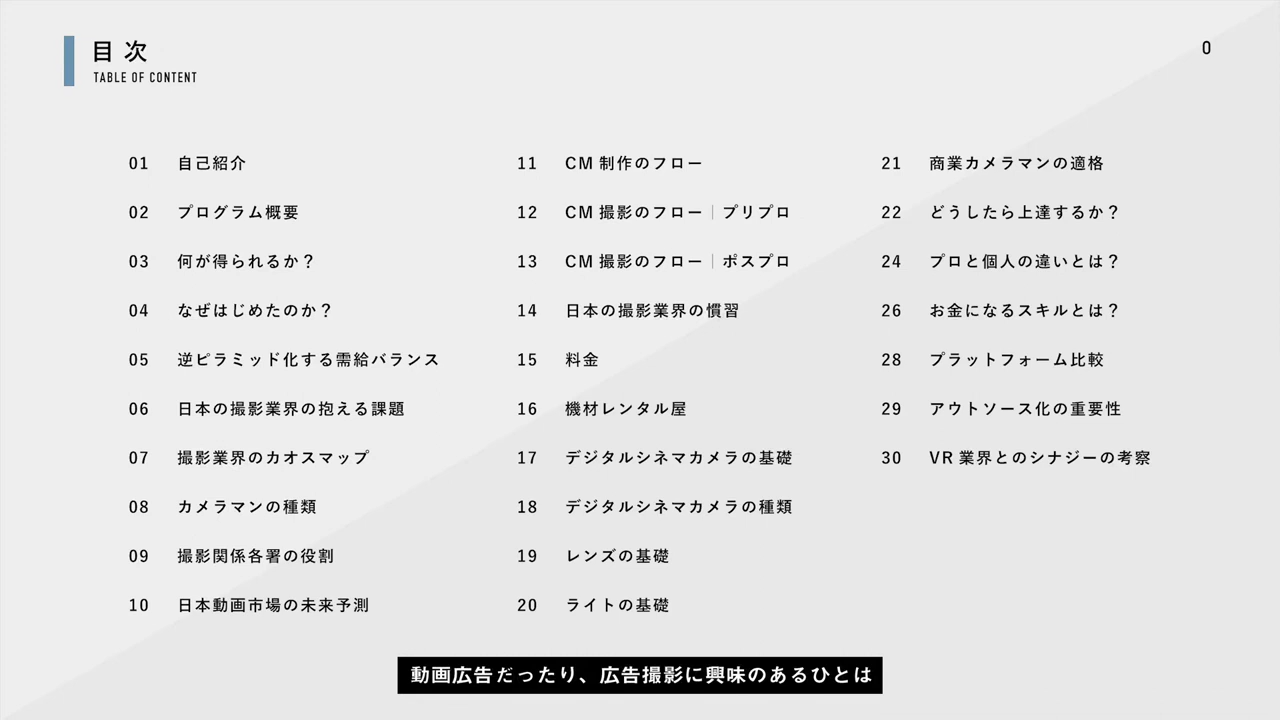 目次
TABLE OF CONTENT
0
01 自己紹介
02 プログラム概要
03 何が得られるか？
04 なぜはじめたのか？
05 逆ピラミッド化する需給バランス
06 日本の撮影業界の抱える課題
07 撮影業界のカオスマップ
08 カメラマンの種類
09 撮影関係各署の役割
10 日本動画市場の未来予測
11 CM 制作のフロー
12 CM 撮影のフロー｜プリプロ
13 CM 撮影のフロー｜ポスプロ
14 日本の撮影業界の慣習
15 料金
16 機材レンタル屋
17 デジタルシネマカメラの基礎
18 デジタルシネマカメラの種類
19 レンズの基礎
20 ライトの基礎
21 商業カメラマンの適格
22 どうしたら上達するか？
24 プロと個人の違いとは？
26 お金になるスキルとは？
28 プラットフォーム比較
29 アウトソース化の重要性
30 VR 業界とのシナジーの考察
動画広告だったり、広告撮影に興味のあるひとは